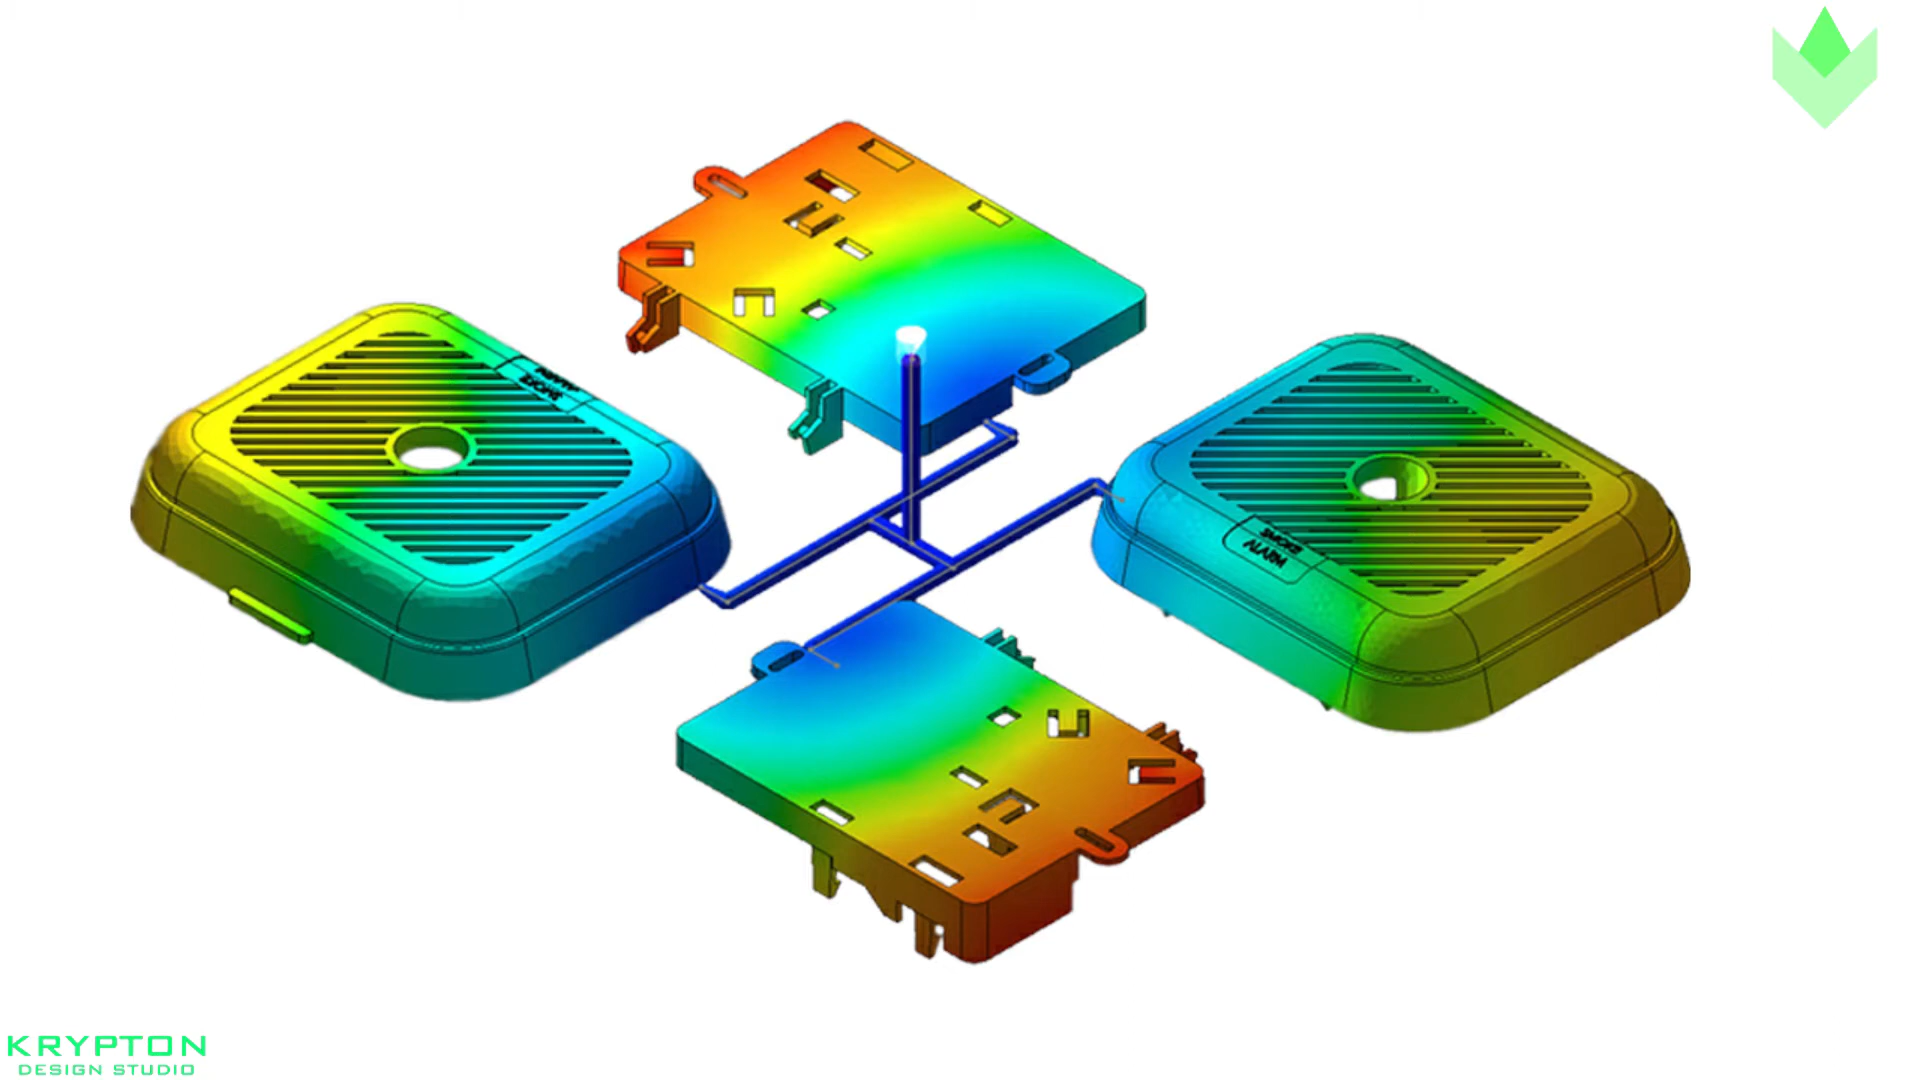 SMOKE
ALARM
SMOKE
ALARM
KRYPTON
DESIGN STUDIO